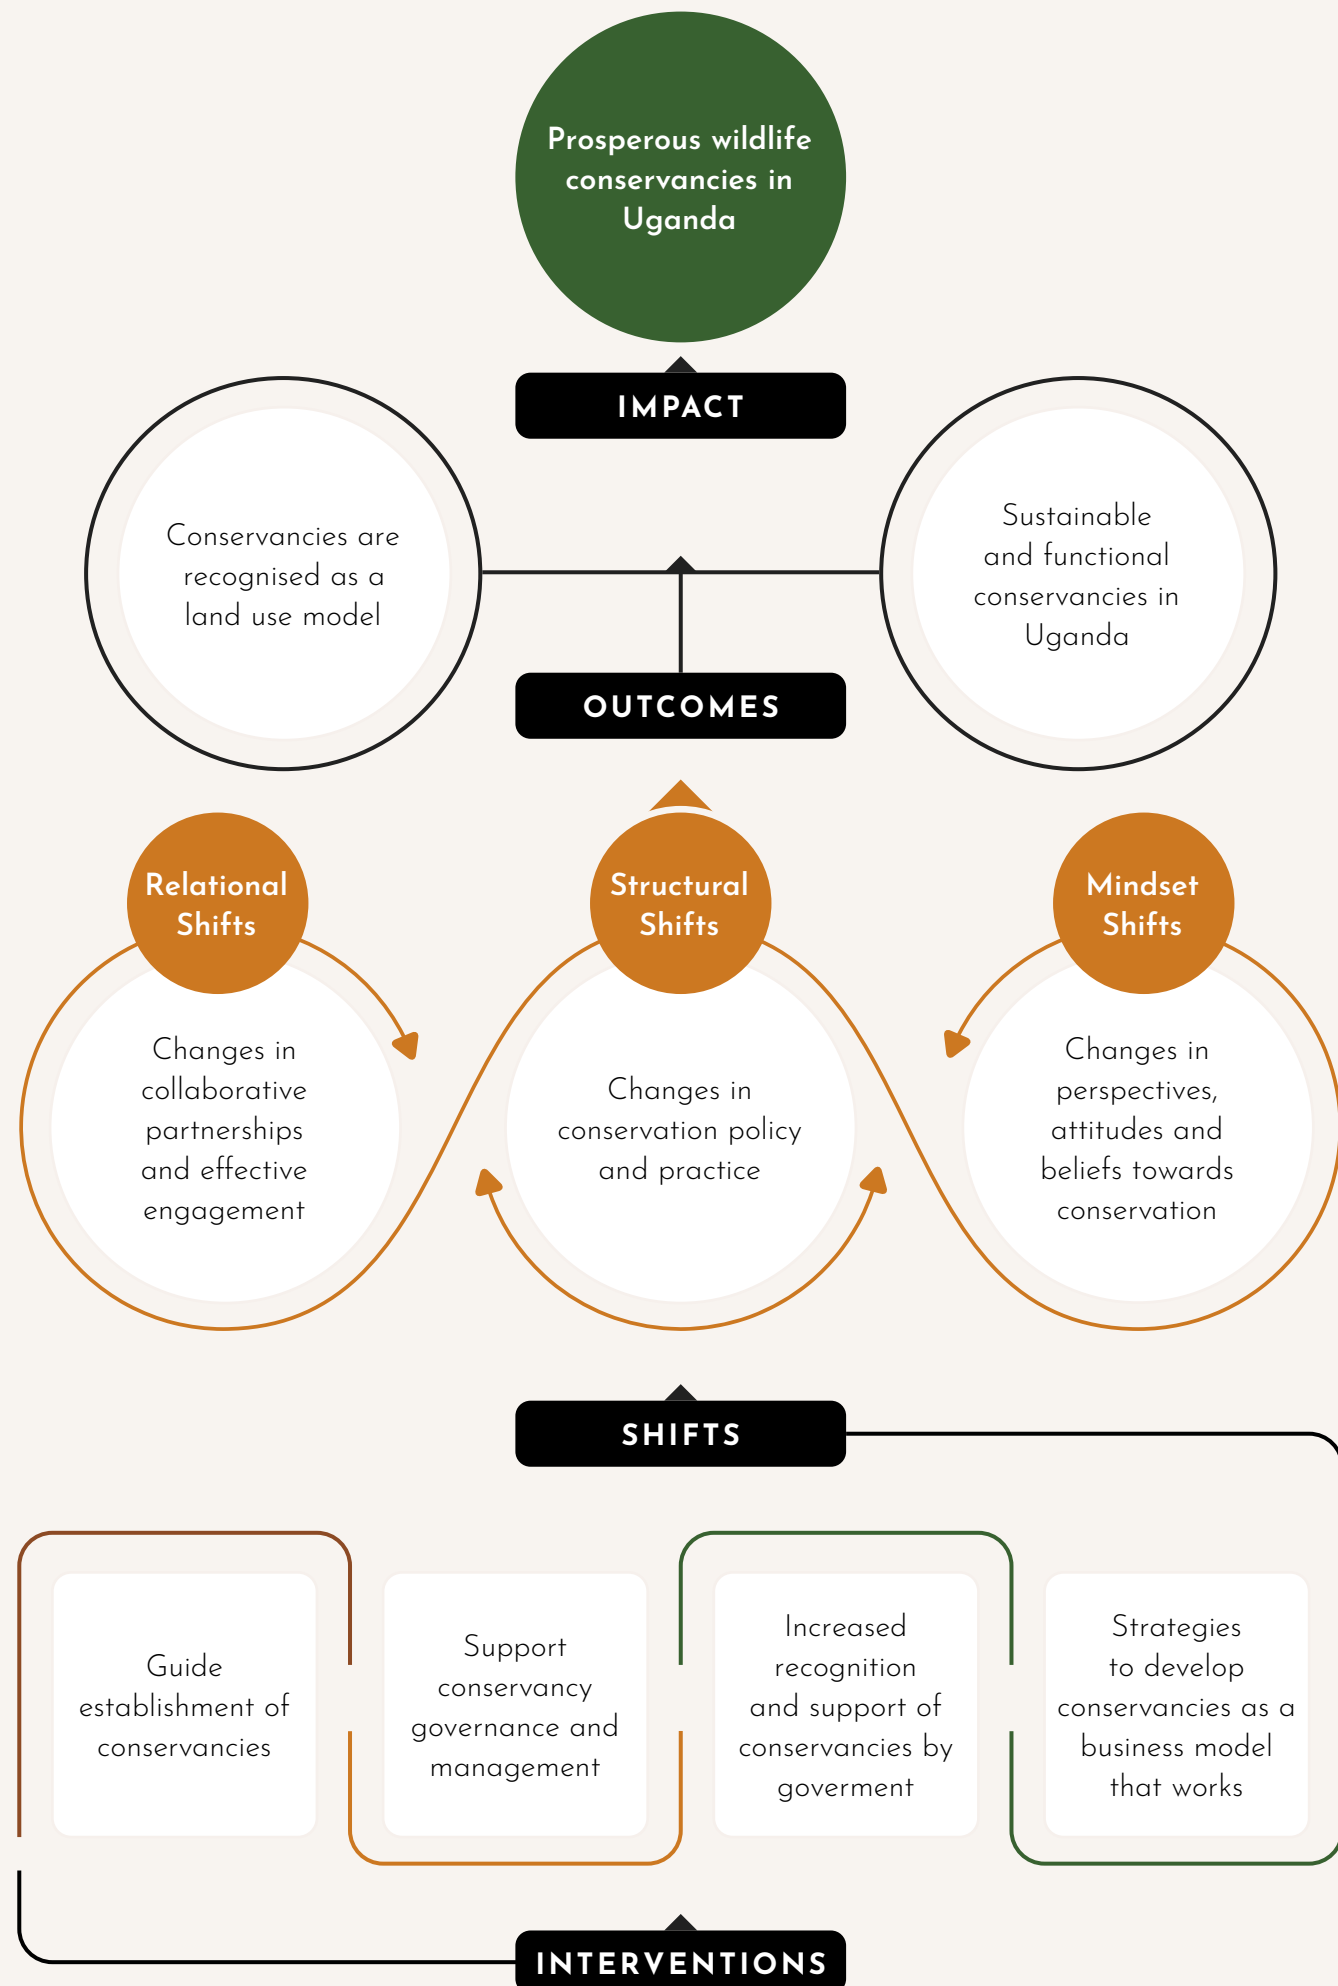 Prosperous wildlife
conservancies in
Uganda
IMPACT
Conservancies are
recognised as a
land use model
Sustainable
and functional
conservancies in
Uganda
OUTCOMES
Relational
Shifts
Changes in
collaborative
partnerships
and effective
engagement
Structural
Shifts
Changes in
conservation policy
and practice
Mindset
Shifts
Changes in
perspectives,
attitudes and
beliefs towards
conservation
SHIFTS
Guide
establishment of
conservancies
Support
conservancy
governance and
management
Increased
recognition
and support of
conservancies by
goverment
Strategies
to develop
conservancies as a
business model
that works
INTERVENTIONS